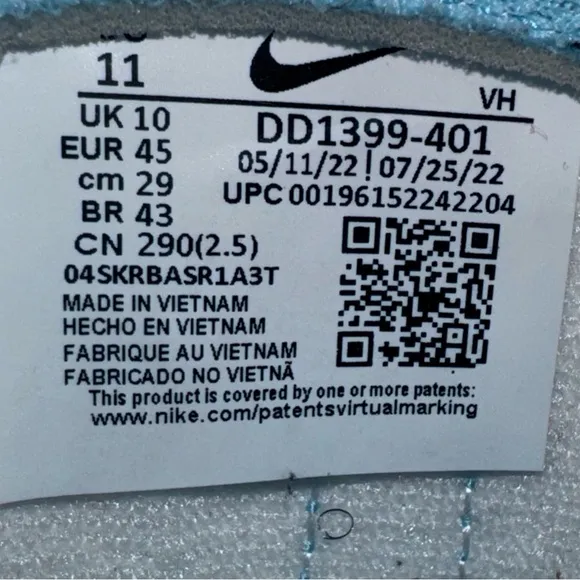 11
VH
UK 10
EUR 45
cm 29
BR 43
CN 290(2.5)
DD1399-401
05/11/22 | 07/25/22
UPC 00196152242204
04SKRBASR1A3T
MADE IN VIETNAM
HECHO EN VIETNAM
FABRIQUE AU VIETNAM
FABRICADO NO VIETNÃ
This product is covered by one or more patents:
www.nike.com/patentsvirtualmarking